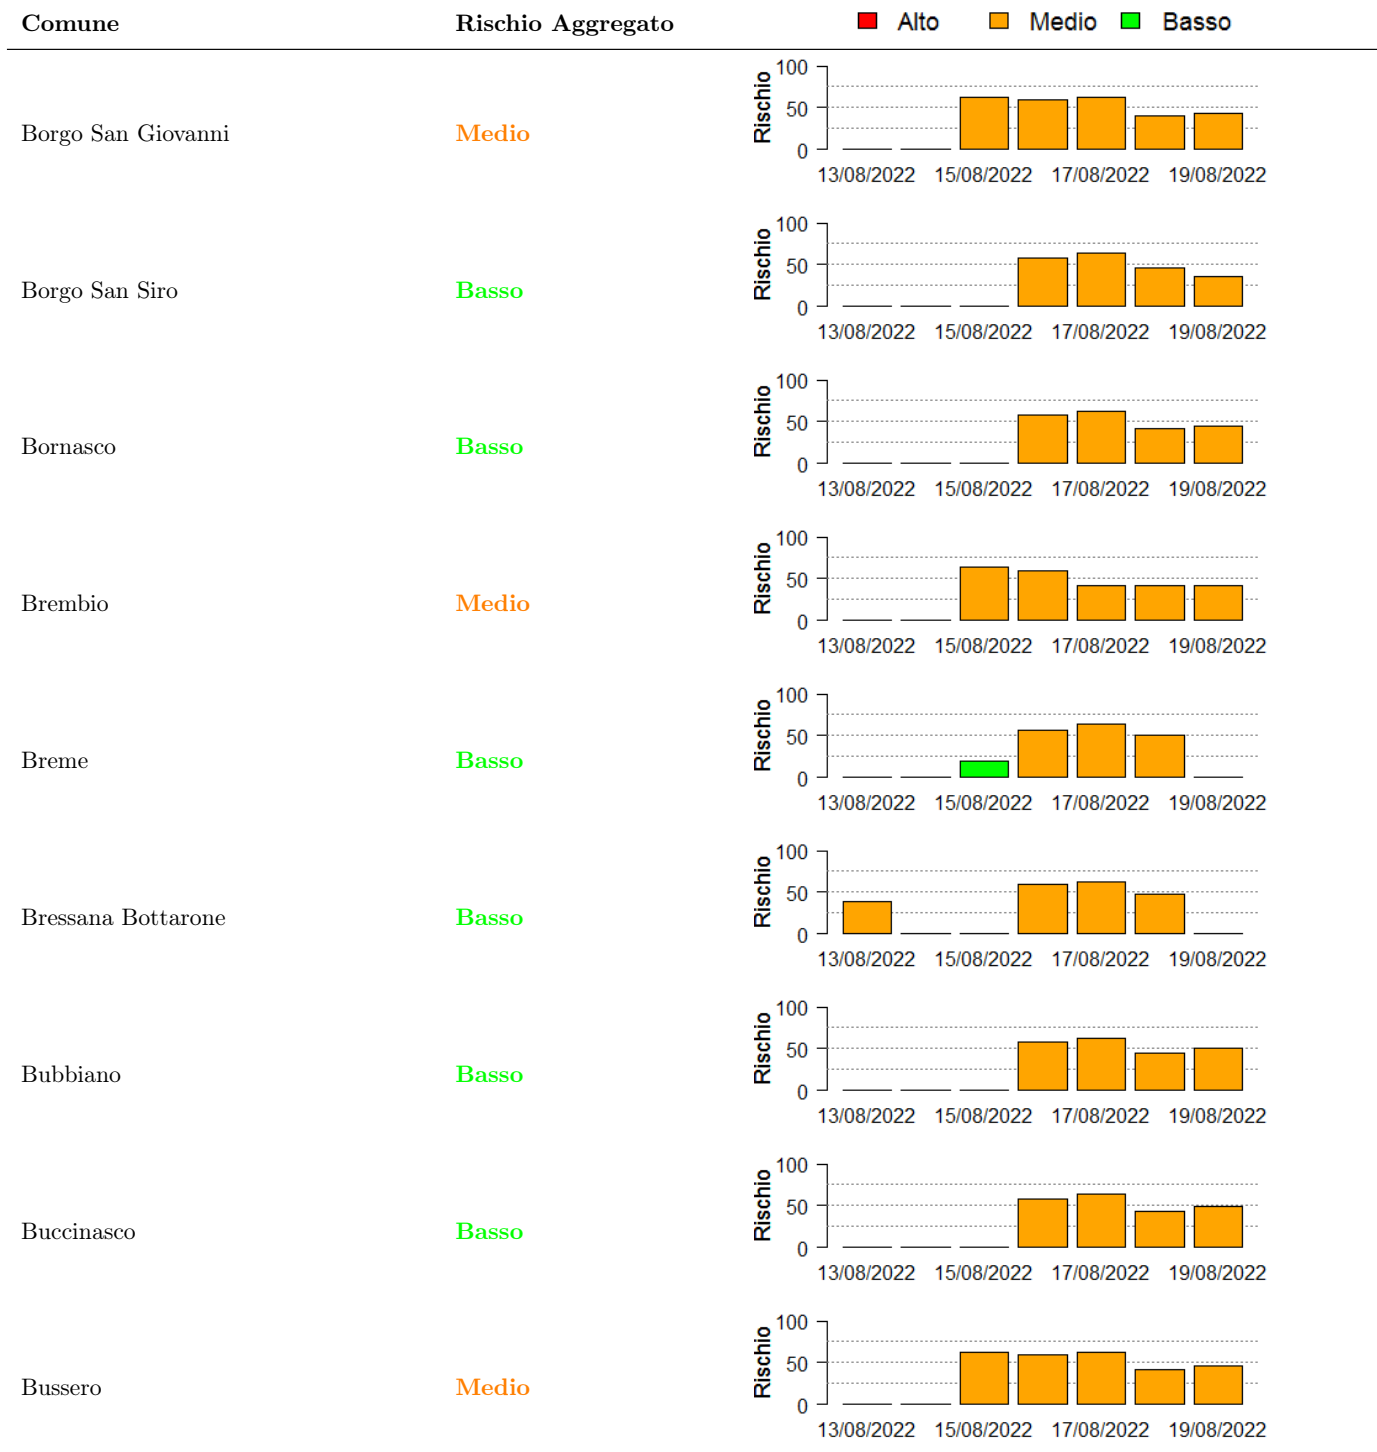 Comune Rischio Aggregato Alto Medio Basso
Borgo San Giovanni Medio
Rischio
100
50
0
13/08/2022 15/08/2022 17/08/2022 19/08/2022
Borgo San Siro Basso
Rischio
100
50
0
13/08/2022 15/08/2022 17/08/2022 19/08/2022
Bornasco Basso
Rischio
100
50
0
13/08/2022 15/08/2022 17/08/2022 19/08/2022
Brembio Medio
Rischio
100
50
0
13/08/2022 15/08/2022 17/08/2022 19/08/2022
Breme Basso
Rischio
100
50
0
13/08/2022 15/08/2022 17/08/2022 19/08/2022
Bressana Bottarone Basso
Rischio
100
50
0
13/08/2022 15/08/2022 17/08/2022 19/08/2022
Bubbiano Basso
Rischio
100
50
0
13/08/2022 15/08/2022 17/08/2022 19/08/2022
Buccinasco Basso
Rischio
100
50
0
13/08/2022 15/08/2022 17/08/2022 19/08/2022
Bussero Medio
Rischio
100
50
0
13/08/2022 15/08/2022 17/08/2022 19/08/2022